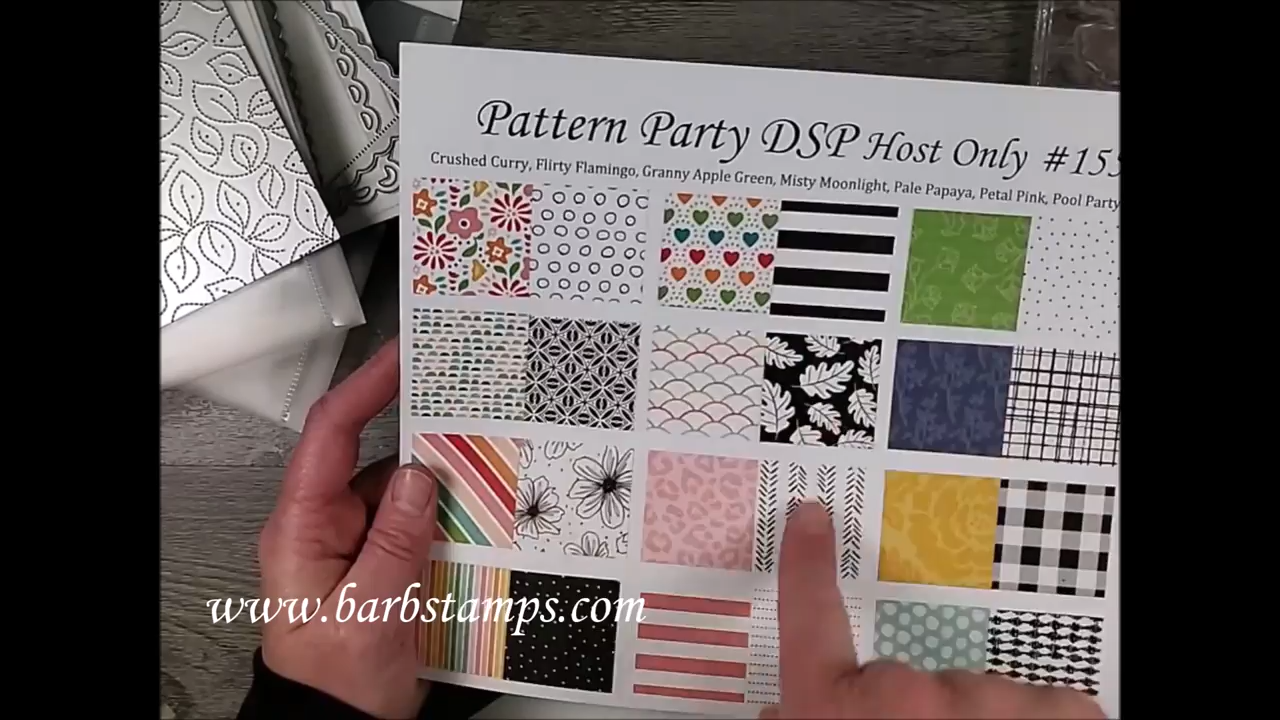 Pattern Party DSP Host Only #155
Crushed Curry, Flirty Flamingo, Granny Apple Green, Misty Moonlight, Pale Papaya, Petal Pink, Pool Party
www.barbstamps.com